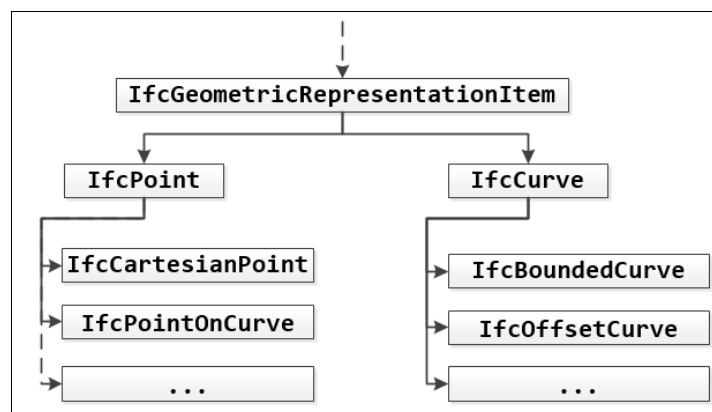 IfcGeometricRepresentationItem
IfcPoint
IfcCartesianPoint
IfcPointOnCurve
...
IfcCurve
IfcBoundedCurve
IfcOffsetCurve
...